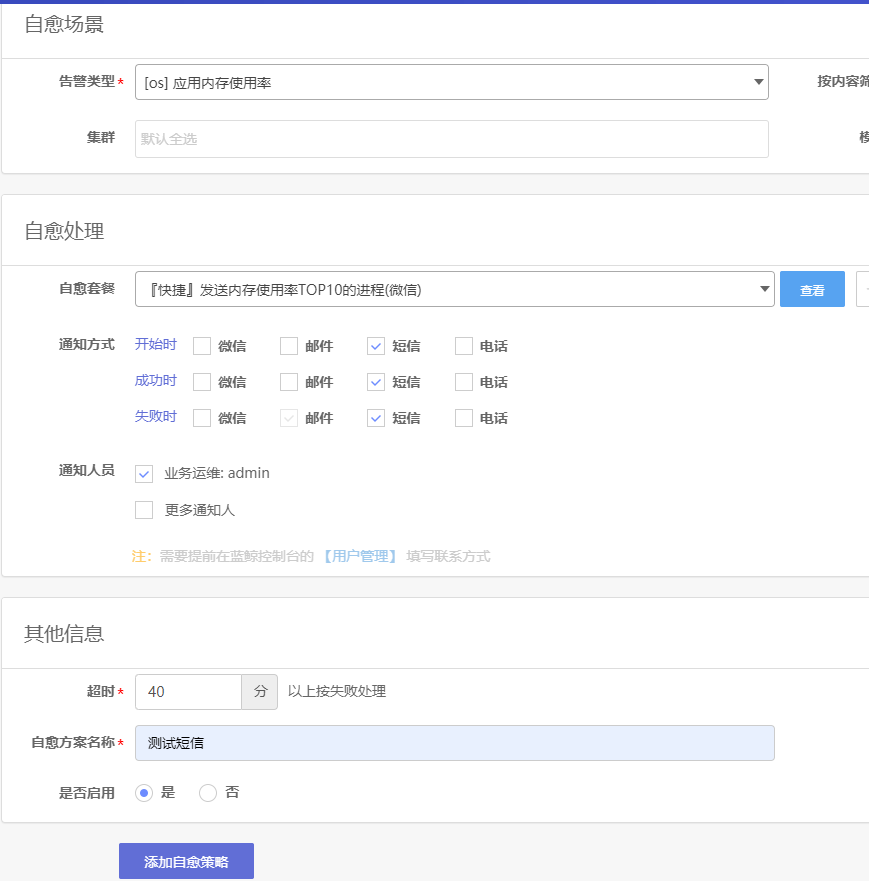 自愈场景
告警类型* [os] 应用内存使用率 按内容筛
集群 默认全选
自愈处理
自愈套餐 『快捷』发送内存使用率TOP10的进程(微信) 查看
通知方式 开始时 微信 邮件 短信 电话
成功时 微信 邮件 短信 电话
失败时 微信 邮件 短信 电话
通知人员 业务运维: admin
更多通知人
注: 需要提前在蓝鲸控制台的 【用户管理】 填写联系方式
其他信息
超时* 40 分 以上按失败处理
自愈方案名称* 测试短信
是否启用 是 否
添加自愈策略